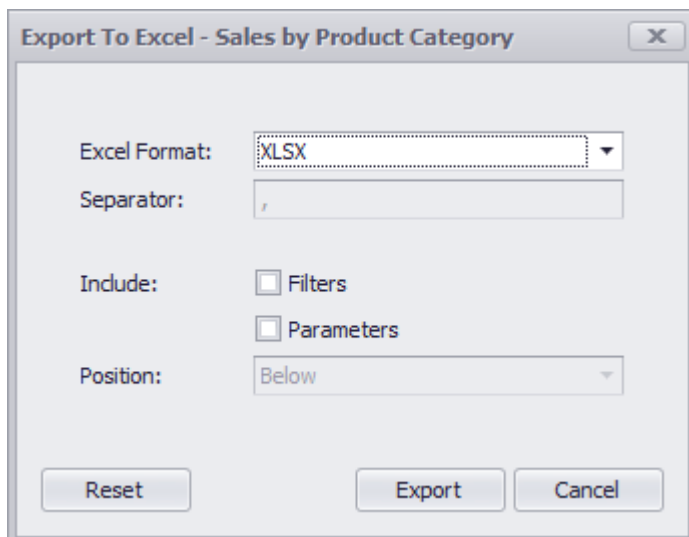 Export To Excel - Sales by Product Category
Excel Format: XLSX
Separator: ,
Include: Filters
Parameters
Position: Below
Reset Export Cancel